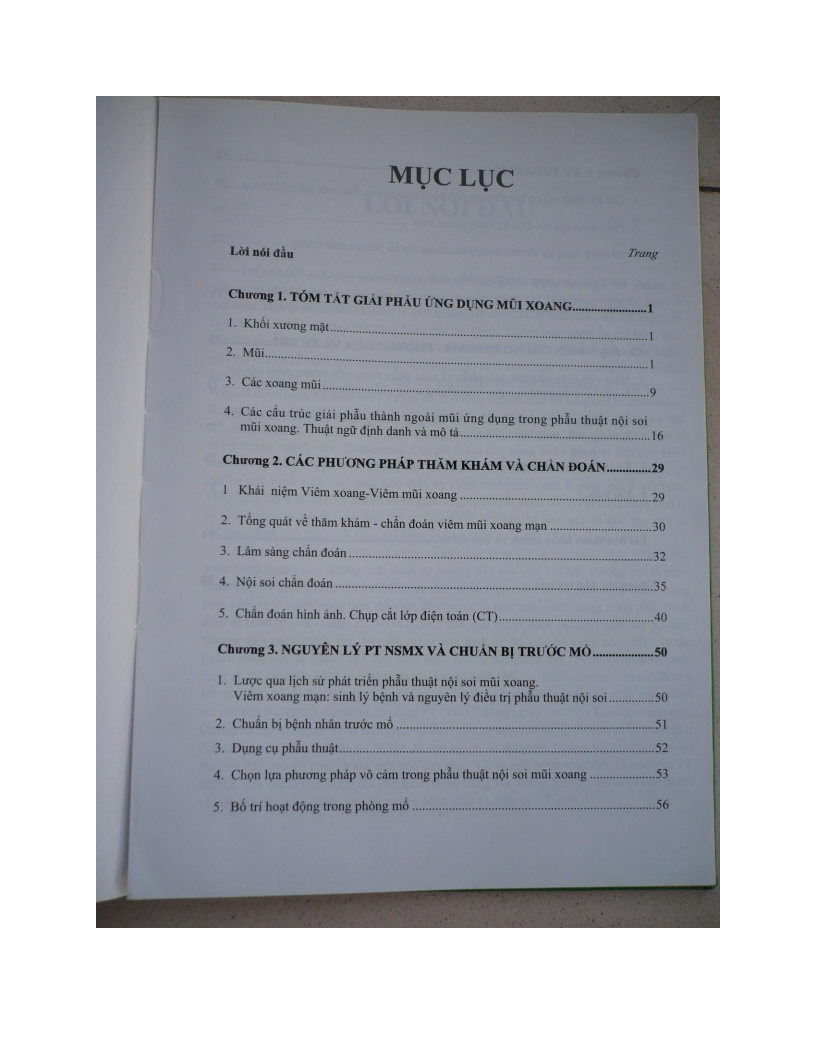 MỤC LỤC
Lời nói đầu Trang
Chương 1. TÓM TẮT GIẢI PHẪU ỨNG DỤNG MŨI XOANG........................1
1. Khối xương mặt....................................................................................................1
2. Mũi........................................................................................................................1
3. Các xoang mũi......................................................................................................9
4. Các cấu trúc giải phẫu thành ngoài mũi ứng dụng trong phẫu thuật nội soi
mũi xoang. Thuật ngữ định danh và mô tả............................................................16
Chương 2. CÁC PHƯƠNG PHÁP THĂM KHÁM VÀ CHẨN ĐOÁN.............29
1 Khái niệm Viêm xoang-Viêm mũi xoang ............................................................29
2. Tổng quát về thăm khám - chẩn đoán viêm mũi xoang mạn ................................30
3. Lâm sàng chẩn đoán ..............................................................................................32
4. Nội soi chẩn đoán ..................................................................................................35
5. Chẩn đoán hình ảnh. Chụp cắt lớp điện toán (CT)................................................40
Chương 3. NGUYÊN LÝ PT NSMX VÀ CHUẨN BỊ TRƯỚC MỔ...................50
1. Lược qua lịch sử phát triển phẫu thuật nội soi mũi xoang.
Viêm xoang mạn: sinh lý bệnh và nguyên lý điều trị phẫu thuật nội soi ..............50
2. Chuẩn bị bệnh nhân trước mổ ................................................................................51
3. Dụng cụ phẫu thuật..................................................................................................52
4. Chọn lựa phương pháp vô cảm trong phẫu thuật nội soi mũi xoang ....................53
5. Bố trí hoạt động trong phòng mổ ............................................................................56